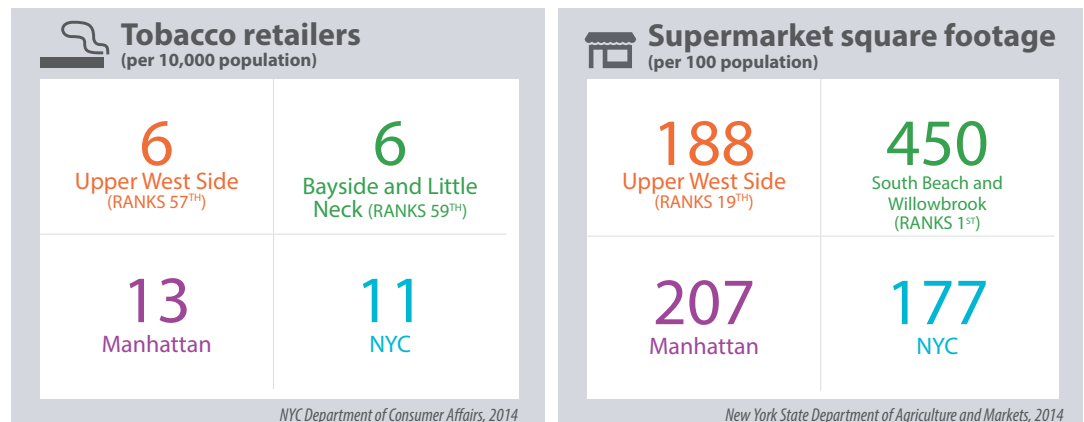 Tobacco retailers
(per 10,000 population)
6
Upper West Side
(RANKS 57TH)
6
Bayside and Little
Neck (RANKS 59TH)
13
Manhattan
11
NYC
NYC Department of Consumer Affairs, 2014
Supermarket square footage
(per 100 population)
188
Upper West Side
(RANKS 19TH)
450
South Beach and
Willowbrook
(RANKS 1ST)
207
Manhattan
177
NYC
New York State Department of Agriculture and Markets, 2014